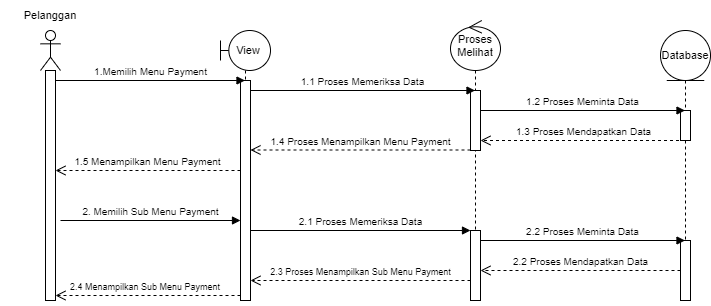 Pelanggan
View
Proses
Melihat
Database
1.Memilih Menu Payment
1.1 Proses Memeriksa Data
1.2 Proses Meminta Data
1.3 Proses Mendapatkan Data
1.4 Proses Menampilkan Menu Payment
1.5 Menampilkan Menu Payment
2. Memilih Sub Menu Payment
2.1 Proses Memeriksa Data
2.2 Proses Meminta Data
2.2 Proses Mendapatkan Data
2.3 Proses Menampilkan Sub Menu Payment
2.4 Menampilkan Sub Menu Payment